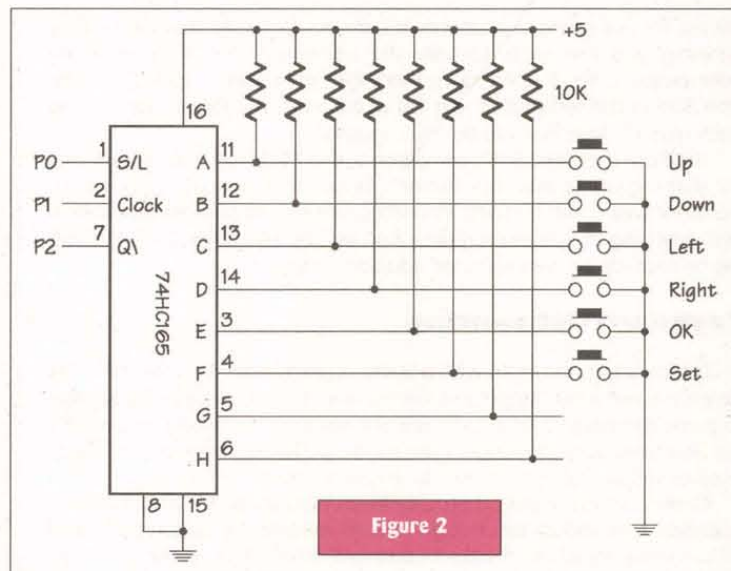 +5
10K
16
P0 1 S/L A 11 Up
P1 2 Clock B 12 Down
P2 7 Q\ C 13 Left
D 14 Right
E 3 OK
F 4 Set
G 5
H 6
74HC165
8 15
Figure 2